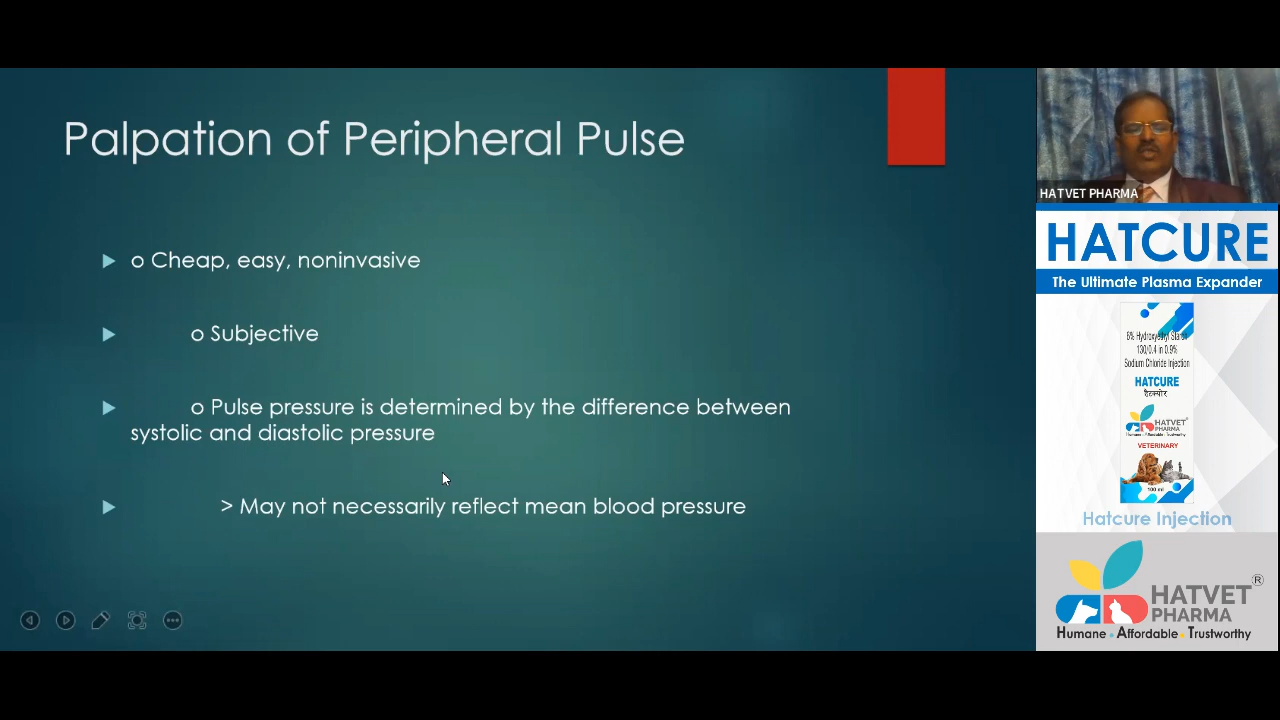 Palpation of Peripheral Pulse
o Cheap, easy, noninvasive
o Subjective
o Pulse pressure is determined by the difference between
systolic and diastolic pressure
> May not necessarily reflect mean blood pressure
HATVET PHARMA
HATCURE
The Ultimate Plasma Expander
6% Hydroxyethyl Starch
130/0.4 in 0.9%
Sodium Chloride Injection
HATCURE
हैटक्योर
HATVET
PHARMA
Humane Affordable Trustworthy
VETERINARY
100 ml
Hatcure Injection
HATVET®
PHARMA
Humane • Affordable • Trustworthy